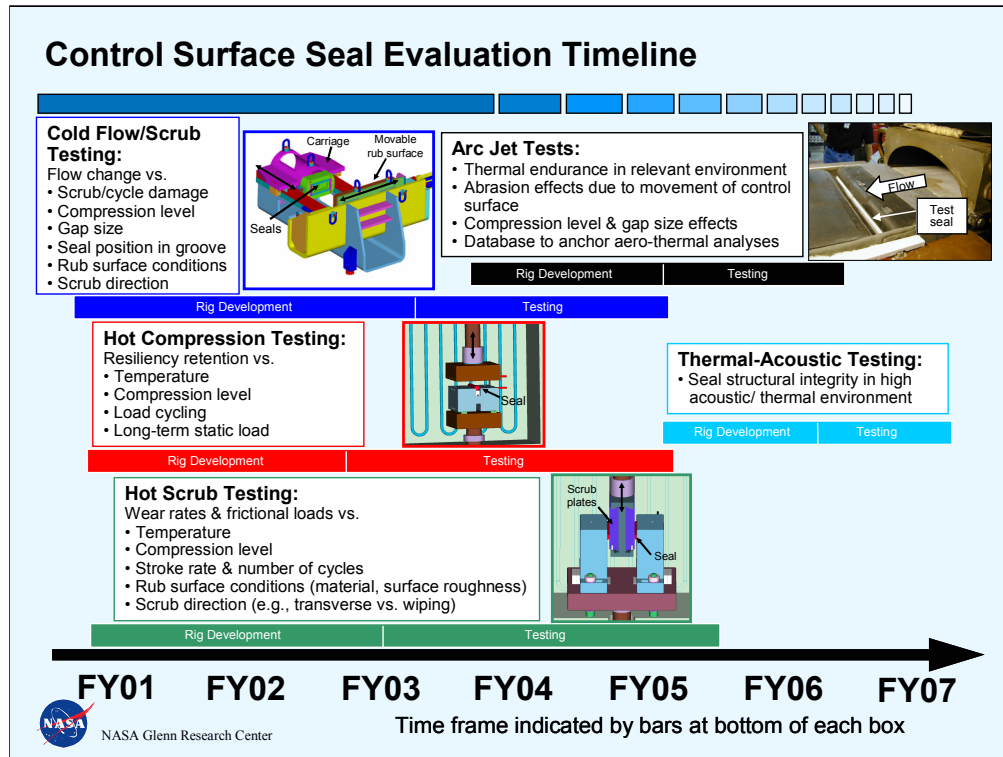 Control Surface Seal Evaluation Timeline
Cold Flow/Scrub
Testing:
Flow change vs.
• Scrub/cycle damage
• Compression level
• Gap size
• Seal position in groove
• Rub surface conditions
• Scrub direction
Carriage
Movable
rub surface
Seals
Arc Jet Tests:
• Thermal endurance in relevant environment
• Abrasion effects due to movement of control
surface
• Compression level & gap size effects
• Database to anchor aero-thermal analyses
Flow
Test
seal
Rig Development
Testing
Rig Development
Testing
Hot Compression Testing:
Resiliency retention vs.
• Temperature
• Compression level
• Load cycling
• Long-term static load
Seal
Thermal-Acoustic Testing:
• Seal structural integrity in high
acoustic/ thermal environment
Rig Development
Testing
Rig Development
Testing
Hot Scrub Testing:
Wear rates & frictional loads vs.
• Temperature
• Compression level
• Stroke rate & number of cycles
• Rub surface conditions (material, surface roughness)
• Scrub direction (e.g., transverse vs. wiping)
Scrub
plates
Seal
Rig Development
Testing
FY01 FY02 FY03 FY04 FY05 FY06 FY07
NASA
NASA Glenn Research Center
Time frame indicated by bars at bottom of each box